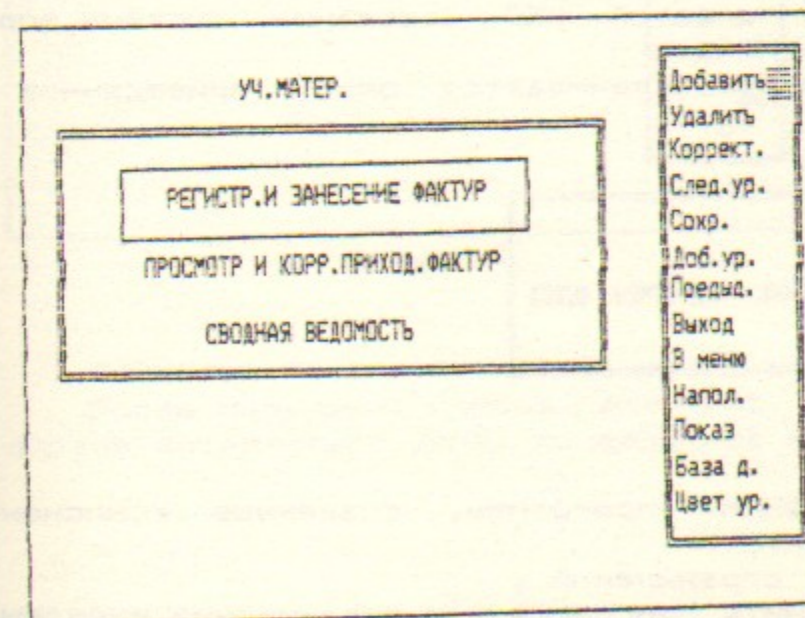 УЧ.МАТЕР.
РЕГИСТР.И ЗАНЕСЕНИЕ ФАКТУР
ПРОСМОТР И КОРР.ПРИХОД.ФАКТУР
СВОДНАЯ ВЕДОМОСТЬ
Добавить
Удалить
Коррект.
След.ур.
Сохр.
Доб.ур.
Предыд.
Выход
В меню
Напол.
Показ
База д.
Цвет ур.